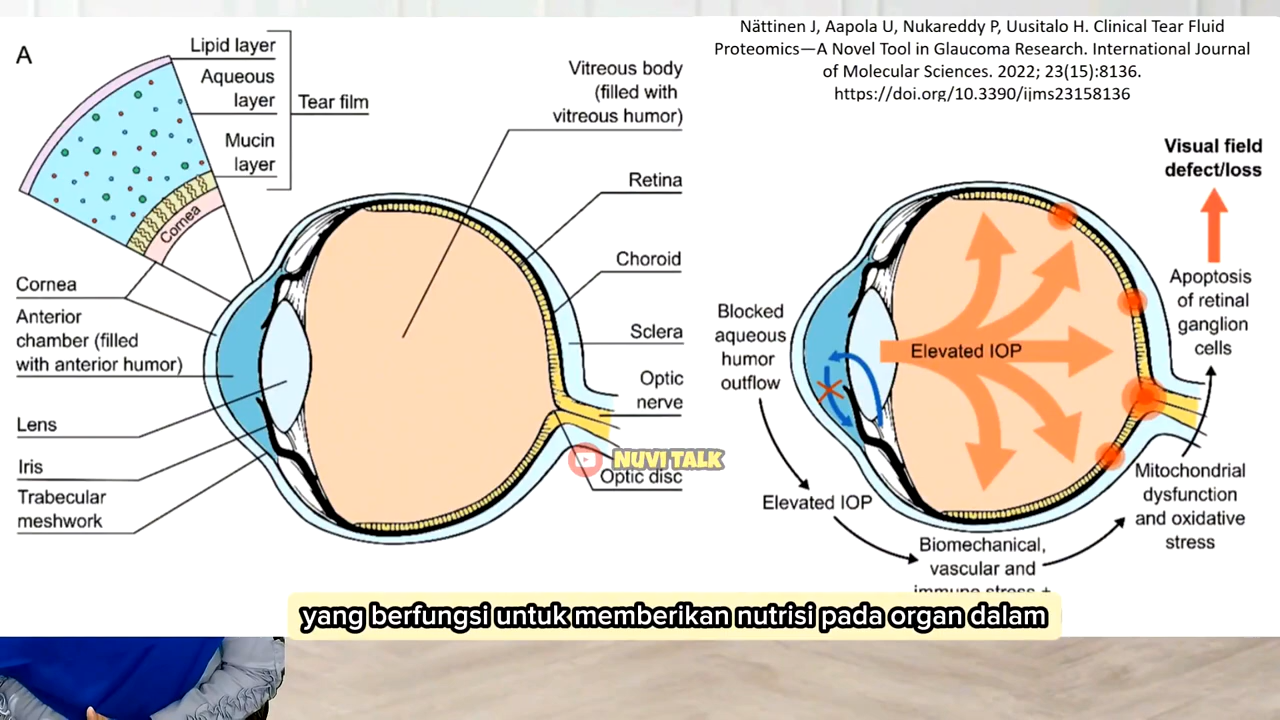 A
Lipid layer
Aqueous
layer
Mucin
layer
Tear film
Cornea
Cornea
Anterior
chamber (filled
with anterior humor)
Lens
Iris
Trabecular
meshwork
Vitreous body
(filled with
vitreous humor)
Retina
Choroid
Sclera
Optic
nerve
Optic disc
NUVI TALK
Nättinen J, Aapola U, Nukareddy P, Uusitalo H. Clinical Tear Fluid
Proteomics—A Novel Tool in Glaucoma Research. International Journal
of Molecular Sciences. 2022; 23(15):8136.
https://doi.org/10.3390/ijms23158136
Blocked
aqueous
humor
outflow
Elevated IOP
Elevated IOP
Biomechanical,
vascular and
immune stress +
Mitochondrial
dysfunction
and oxidative
stress
Apoptosis
of retinal
ganglion
cells
Visual field
defect/loss
yang berfungsi untuk memberikan nutrisi pada organ dalam